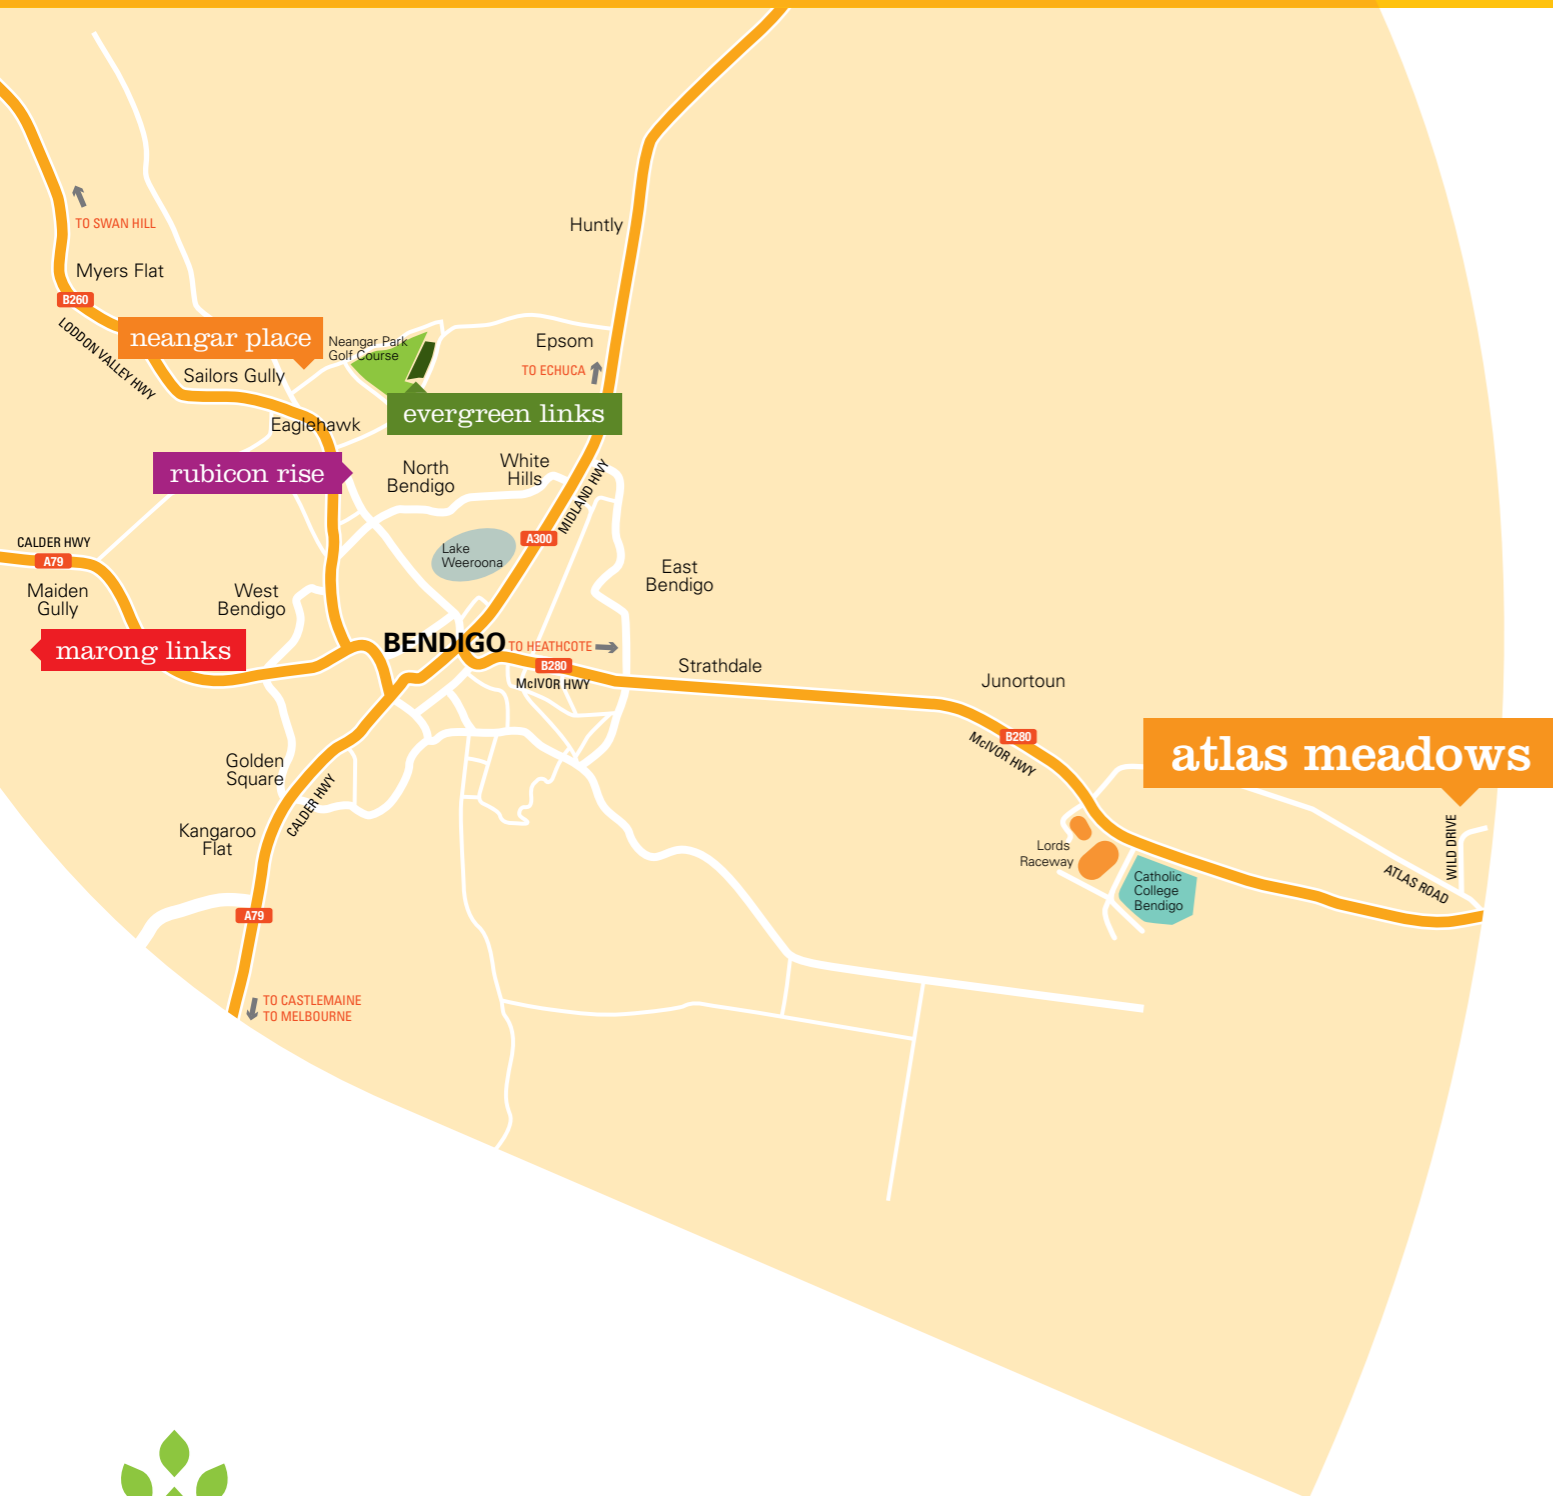 TO SWAN HILL
Huntly
Myers Flat
B260
LODDON VALLEY HWY
neangar place
Neangar Park
Golf Course
Epsom
TO ECHUCA
Sailors Gully
evergreen links
Eaglehawk
rubicon rise
North
Bendigo
White
Hills
MIDLAND HWY
A300
CALDER HWY
A79
Lake
Weeroona
East
Bendigo
Maiden
Gully
West
Bendigo
marong links
BENDIGO
TO HEATHCOTE
B280
McIVOR HWY
Strathdale
Junortoun
B280
McIVOR HWY
atlas meadows
Golden
Square
CALDER HWY
Kangaroo
Flat
Lords
Raceway
Catholic
College
Bendigo
WILD DRIVE
ATLAS ROAD
A79
TO CASTLEMAINE
TO MELBOURNE